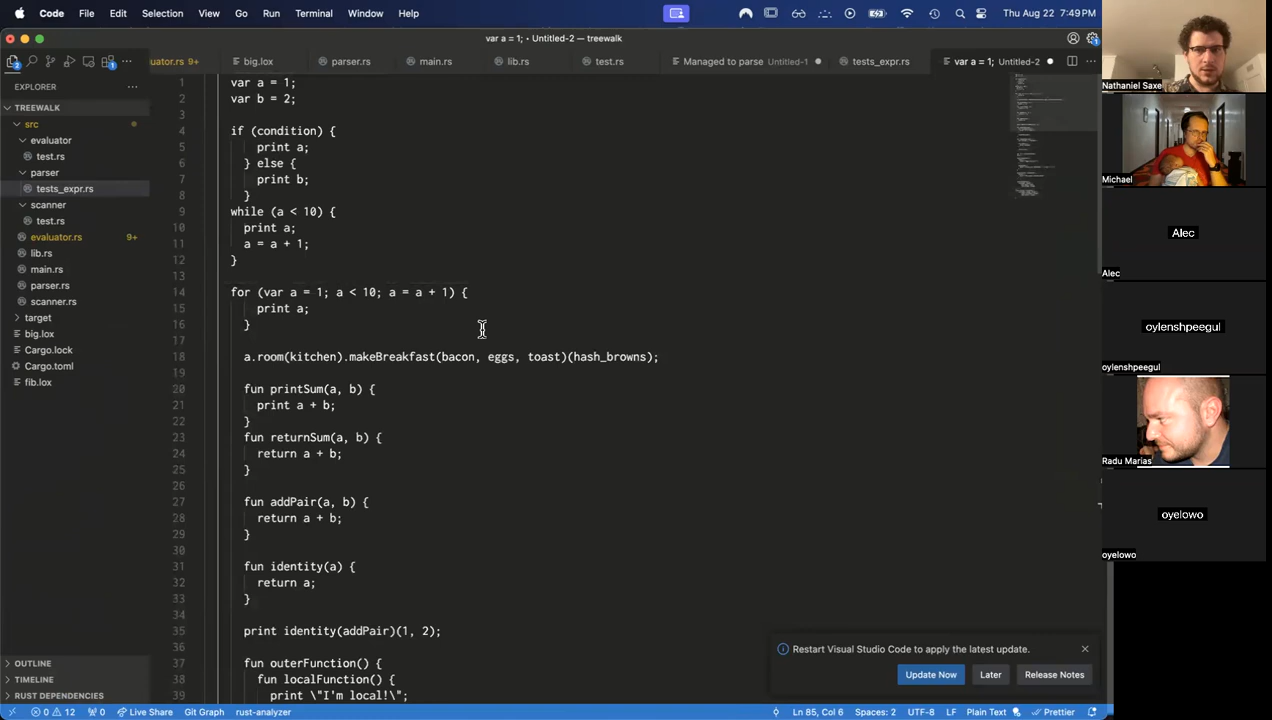 Code File Edit Selection View Go Run Terminal Window Help Thu Aug 22 7:49 PM
var a = 1; • Untitled-2 — treewalk
uator.rs 9+ big.lox parser.rs main.rs lib.rs test.rs Managed to parse Untitled-1 tests_expr.rs var a = 1; Untitled-2
EXPLORER
TREEWALK
src
evaluator
test.rs
parser
tests_expr.rs
scanner
test.rs
evaluator.rs 9+
lib.rs
main.rs
parser.rs
scanner.rs
target
big.lox
Cargo.lock
Cargo.toml
fib.lox
OUTLINE
TIMELINE
RUST DEPENDENCIES
1 var a = 1;
2 var b = 2;
3
4 if (condition) {
5 print a;
6 } else {
7 print b;
8 }
9 while (a < 10) {
10 print a;
11 a = a + 1;
12 }
13
14 for (var a = 1; a < 10; a = a + 1) {
15 print a;
16 }
17
18 a.room(kitchen).makeBreakfast(bacon, eggs, toast)(hash_browns);
19
20 fun printSum(a, b) {
21 print a + b;
22 }
23 fun returnSum(a, b) {
24 return a + b;
25 }
26
27 fun addPair(a, b) {
28 return a + b;
29 }
30
31 fun identity(a) {
32 return a;
33 }
34
35 print identity(addPair)(1, 2);
36
37 fun outerFunction() {
38 fun localFunction() {
39 print \"I'm local!\";
Restart Visual Studio Code to apply the latest update.
Update Now Later Release Notes
0 12 0 Live Share Git Graph rust-analyzer Ln 85, Col 6 Spaces: 2 UTF-8 LF Plain Text Prettier
Nathaniel Saxe
Michael
Alec
Alec
oylenshpeegul
oylenshpeegul
Radu Marias
oyelowo
oyelowo